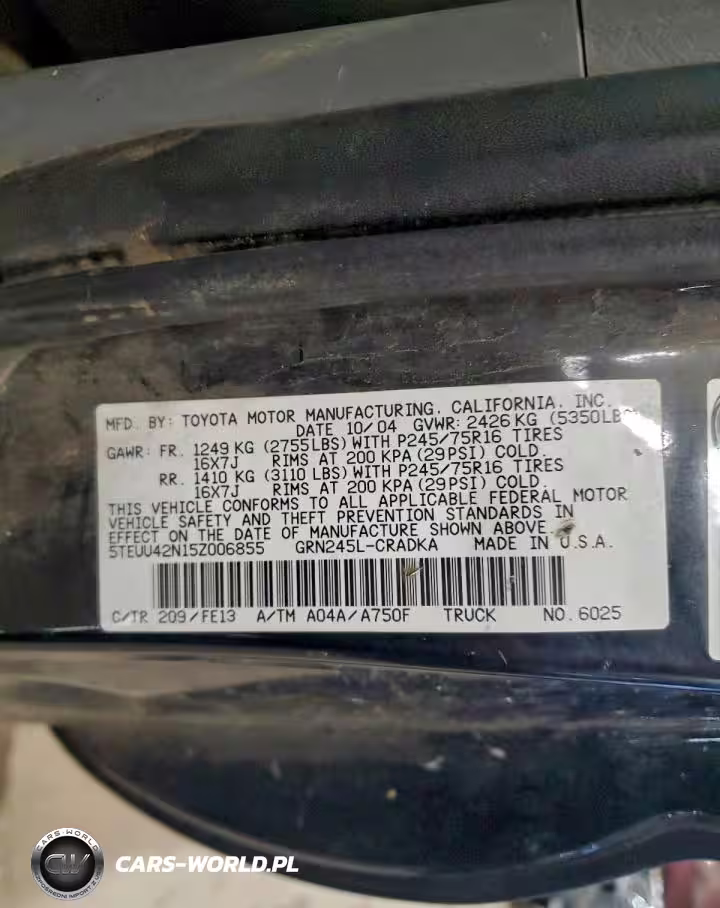 MFD. BY: TOYOTA MOTOR MANUFACTURING, CALIFORNIA, INC.
DATE 10/04 GVWR: 2426 KG (5350LBS
GAWR: FR. 1249 KG (2755LBS) WITH P245/75R16 TIRES
16X7J RIMS AT 200 KPA (29PSI) COLD.
RR. 1410 KG (3110 LBS) WITH P245/75R16 TIRES
16X7J RIMS AT 200 KPA (29PSI) COLD.
THIS VEHICLE CONFORMS TO ALL APPLICABLE FEDERAL MOTOR
VEHICLE SAFETY AND THEFT PREVENTION STANDARDS IN
EFFECT ON THE DATE OF MANUFACTURE SHOWN ABOVE.
5TEUU42N15Z006855 GRN245L-CRADKA MADE IN U.S.A.
C/TR 209/FE13 A/TM A04A/A750F TRUCK NO. 6025
CARS-WORLD
CW
CARS-WORLD.PL